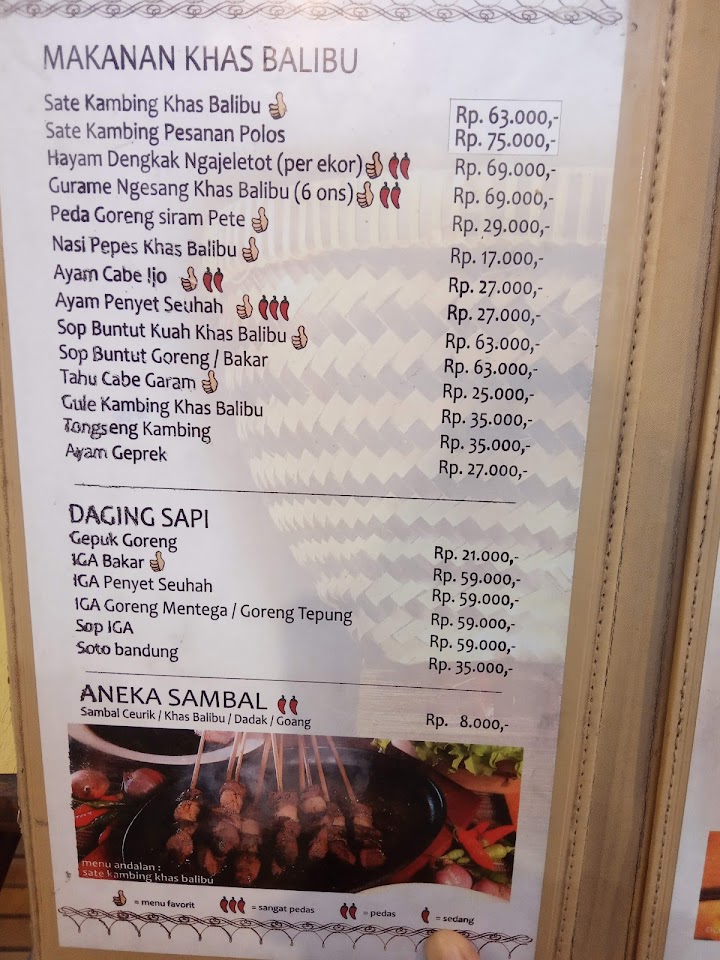 MAKANAN KHAS BALIBU
Sate Kambing Khas Balibu Rp. 63.000,-
Sate Kambing Pesanan Polos Rp. 75.000,-
Hayam Dengkak Ngajeletot (per ekor) Rp. 69.000,-
Gurame Ngesang Khas Balibu (6 ons) Rp. 69.000,-
Peda Goreng siram Pete Rp. 29.000,-
Nasi Pepes Khas Balibu Rp. 17.000,-
Ayam Cabe Ijo Rp. 27.000,-
Ayam Penyet Seuhah Rp. 27.000,-
Sop Buntut Kuah Khas Balibu Rp. 63.000,-
Sop Buntut Goreng / Bakar Rp. 63.000,-
Tahu Cabe Garam Rp. 25.000,-
Gule Kambing Khas Balibu Rp. 35.000,-
Tongseng Kambing Rp. 35.000,-
Ayam Geprek Rp. 27.000,-
DAGING SAPI
Gepuk Goreng Rp. 21.000,-
IGA Bakar Rp. 59.000,-
IGA Penyet Seuhah Rp. 59.000,-
IGA Goreng Mentega / Goreng Tepung Rp. 59.000,-
Sop IGA Rp. 59.000,-
Soto bandung Rp. 35.000,-
ANEKA SAMBAL
Sambal Ceurik / Khas Balibu / Dadak / Goang Rp. 8.000,-
menu andalan :
sate kambing khas balibu
= menu favorit = sangat pedas = pedas = sedang